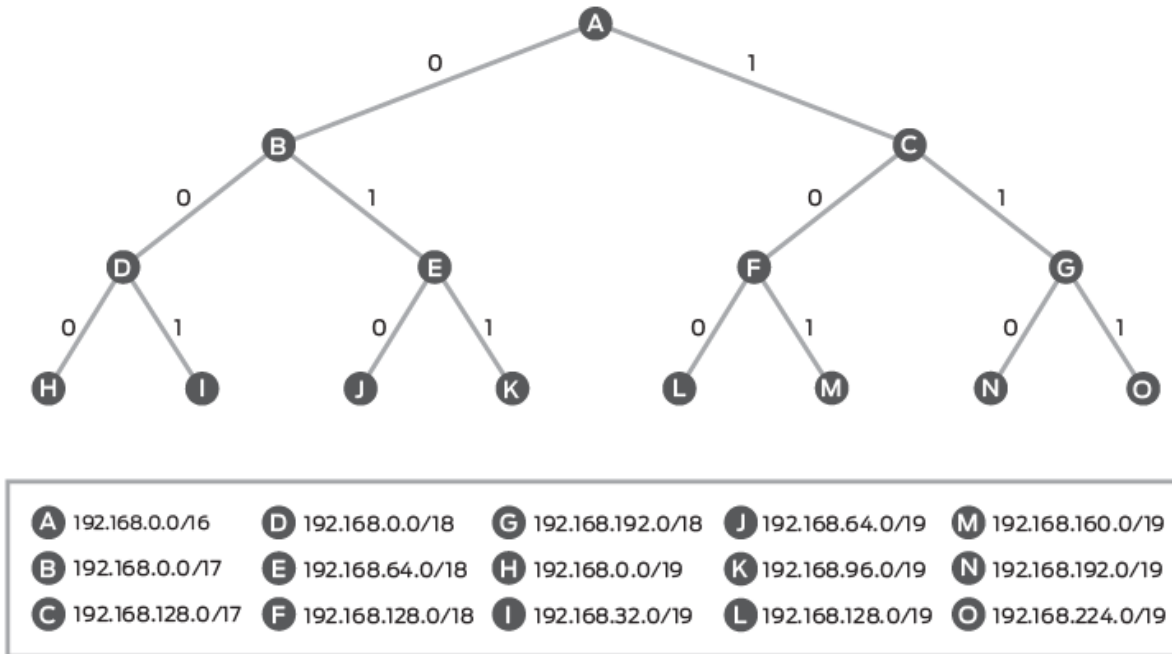 A
0 1
B C
0 1 0 1
D E F G
0 1 0 1 0 1 0 1
H I J K L M N O
A 192.168.0.0/16 D 192.168.0.0/18 G 192.168.192.0/18 J 192.168.64.0/19 M 192.168.160.0/19
B 192.168.0.0/17 E 192.168.64.0/18 H 192.168.0.0/19 K 192.168.96.0/19 N 192.168.192.0/19
C 192.168.128.0/17 F 192.168.128.0/18 I 192.168.32.0/19 L 192.168.128.0/19 O 192.168.224.0/19